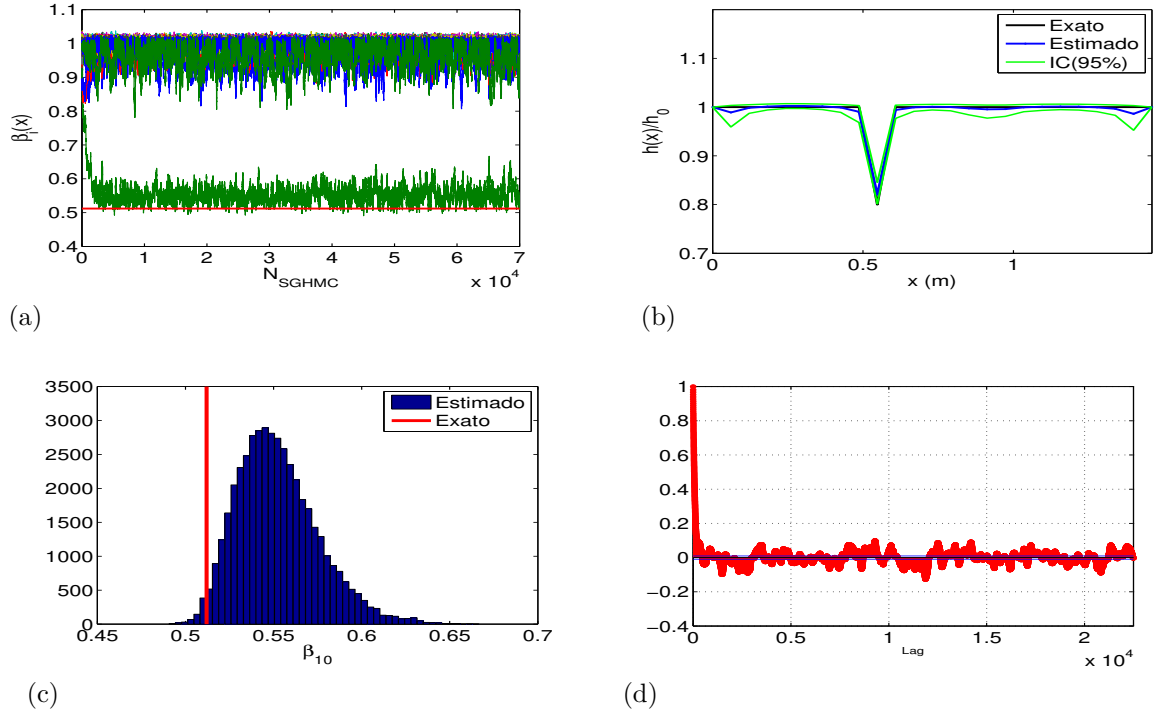 1.1
1
0.9
0.8
0.7
0.6
0.5
0.4
β_i(x)
0 1 2 3 4 5 6 7
x 10^4
N_SGHMC
(a)
1.1
1
0.9
0.8
0.7
h(x)/h_0
0 0.5 1
x (m)
Exato
Estimado
IC(95%)
(b)
3500
3000
2500
2000
1500
1000
500
0
0.45 0.5 0.55 0.6 0.65 0.7
β_10
Estimado
Exato
(c)
1
0.8
0.6
0.4
0.2
0
−0.2
−0.4
0 0.5 1 1.5 2
Lag
x 10^4
(d)